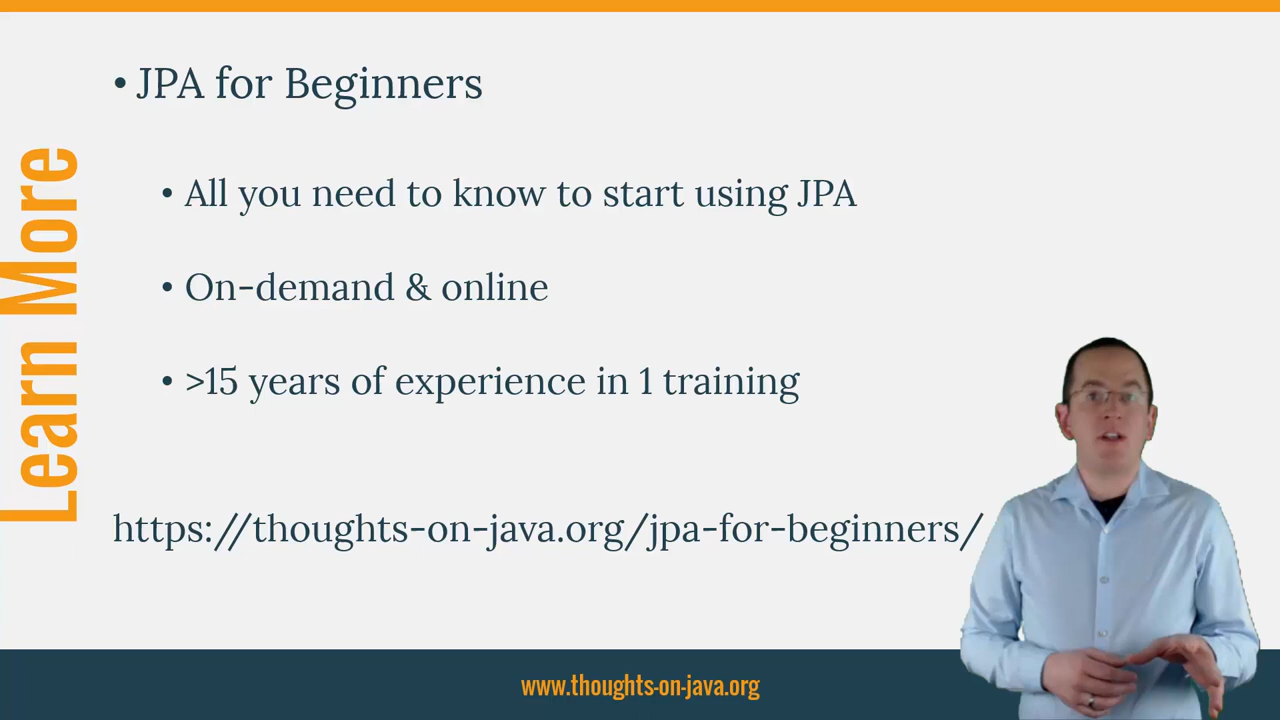 Learn More
• JPA for Beginners
• All you need to know to start using JPA
• On-demand & online
• >15 years of experience in 1 training
https://thoughts-on-java.org/jpa-for-beginners/
www.thoughts-on-java.org